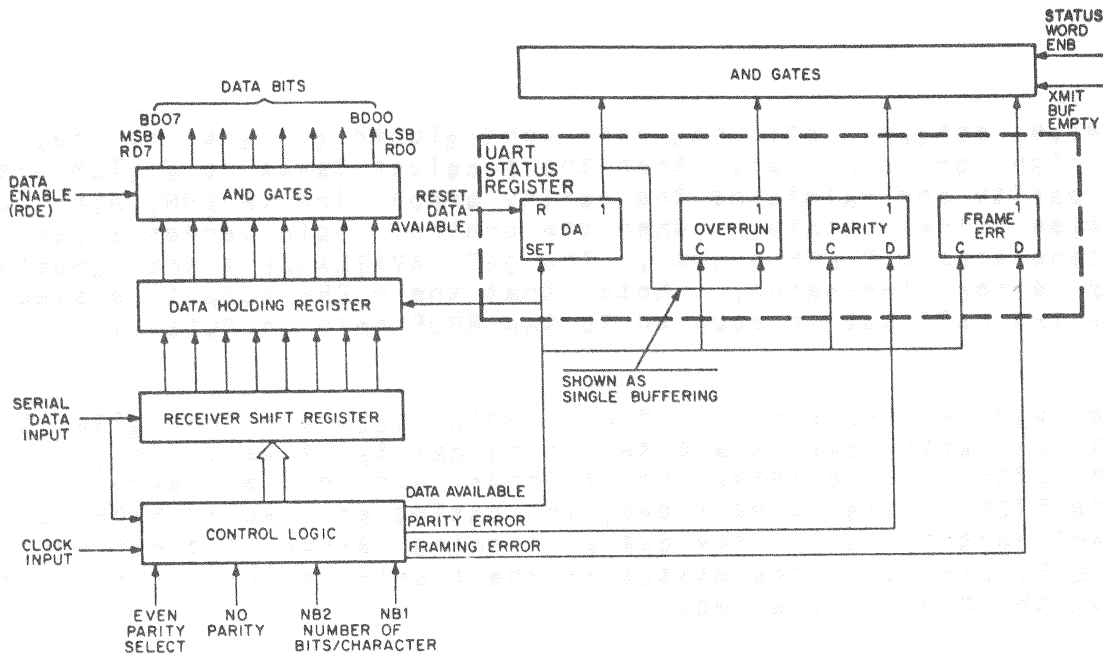 STATUS
WORD
ENB
AND GATES
XMIT
BUF
EMPTY
DATA BITS
BD07
BD00
MSB
RD7
LSB
RD0
DATA
ENABLE
(RDE)
AND GATES
UART
STATUS
REGISTER
RESET
DATA
AVAIABLE
R 1
DA
SET
1
OVERRUN
C D
1
PARITY
C D
1
FRAME
ERR
C D
DATA HOLDING REGISTER
SHOWN AS
SINGLE BUFFERING
SERIAL
DATA
INPUT
RECEIVER SHIFT REGISTER
DATA AVAILABLE
PARITY ERROR
FRAMING ERROR
CONTROL LOGIC
CLOCK
INPUT
EVEN
PARITY
SELECT
NO
PARITY
NB2 NB1
NUMBER OF
BITS/CHARACTER